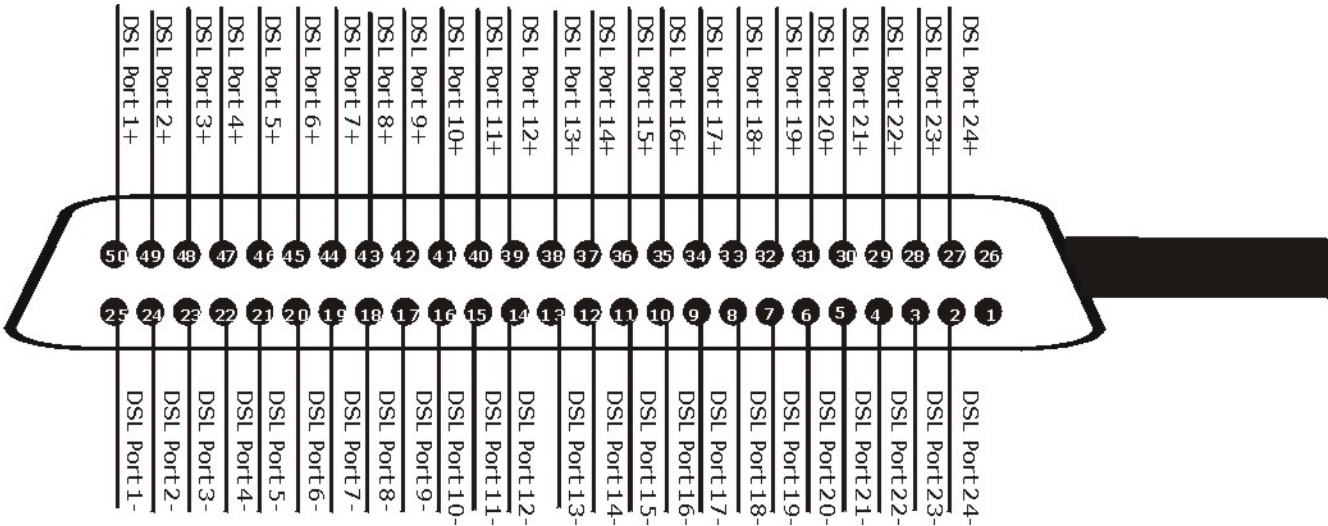 DSL Port 1+
DSL Port 2+
DSL Port 3+
DSL Port 4+
DSL Port 5+
DSL Port 6+
DSL Port 7+
DSL Port 8+
DSL Port 9+
DSL Port 10+
DSL Port 11+
DSL Port 12+
DSL Port 13+
DSL Port 14+
DSL Port 15+
DSL Port 16+
DSL Port 17+
DSL Port 18+
DSL Port 19+
DSL Port 20+
DSL Port 21+
DSL Port 22+
DSL Port 23+
DSL Port 24+
50 49 48 47 46 45 44 43 42 41 40 39 38 37 36 35 34 33 32 31 30 29 28 27 26
25 24 23 22 21 20 19 18 17 16 15 14 13 12 11 10 9 8 7 6 5 4 3 2 1
DSL Port 1-
DSL Port 2-
DSL Port 3-
DSL Port 4-
DSL Port 5-
DSL Port 6-
DSL Port 7-
DSL Port 8-
DSL Port 9-
DSL Port 10-
DSL Port 11-
DSL Port 12-
DSL Port 13-
DSL Port 14-
DSL Port 15-
DSL Port 16-
DSL Port 17-
DSL Port 18-
DSL Port 19-
DSL Port 20-
DSL Port 21-
DSL Port 22-
DSL Port 23-
DSL Port 24-